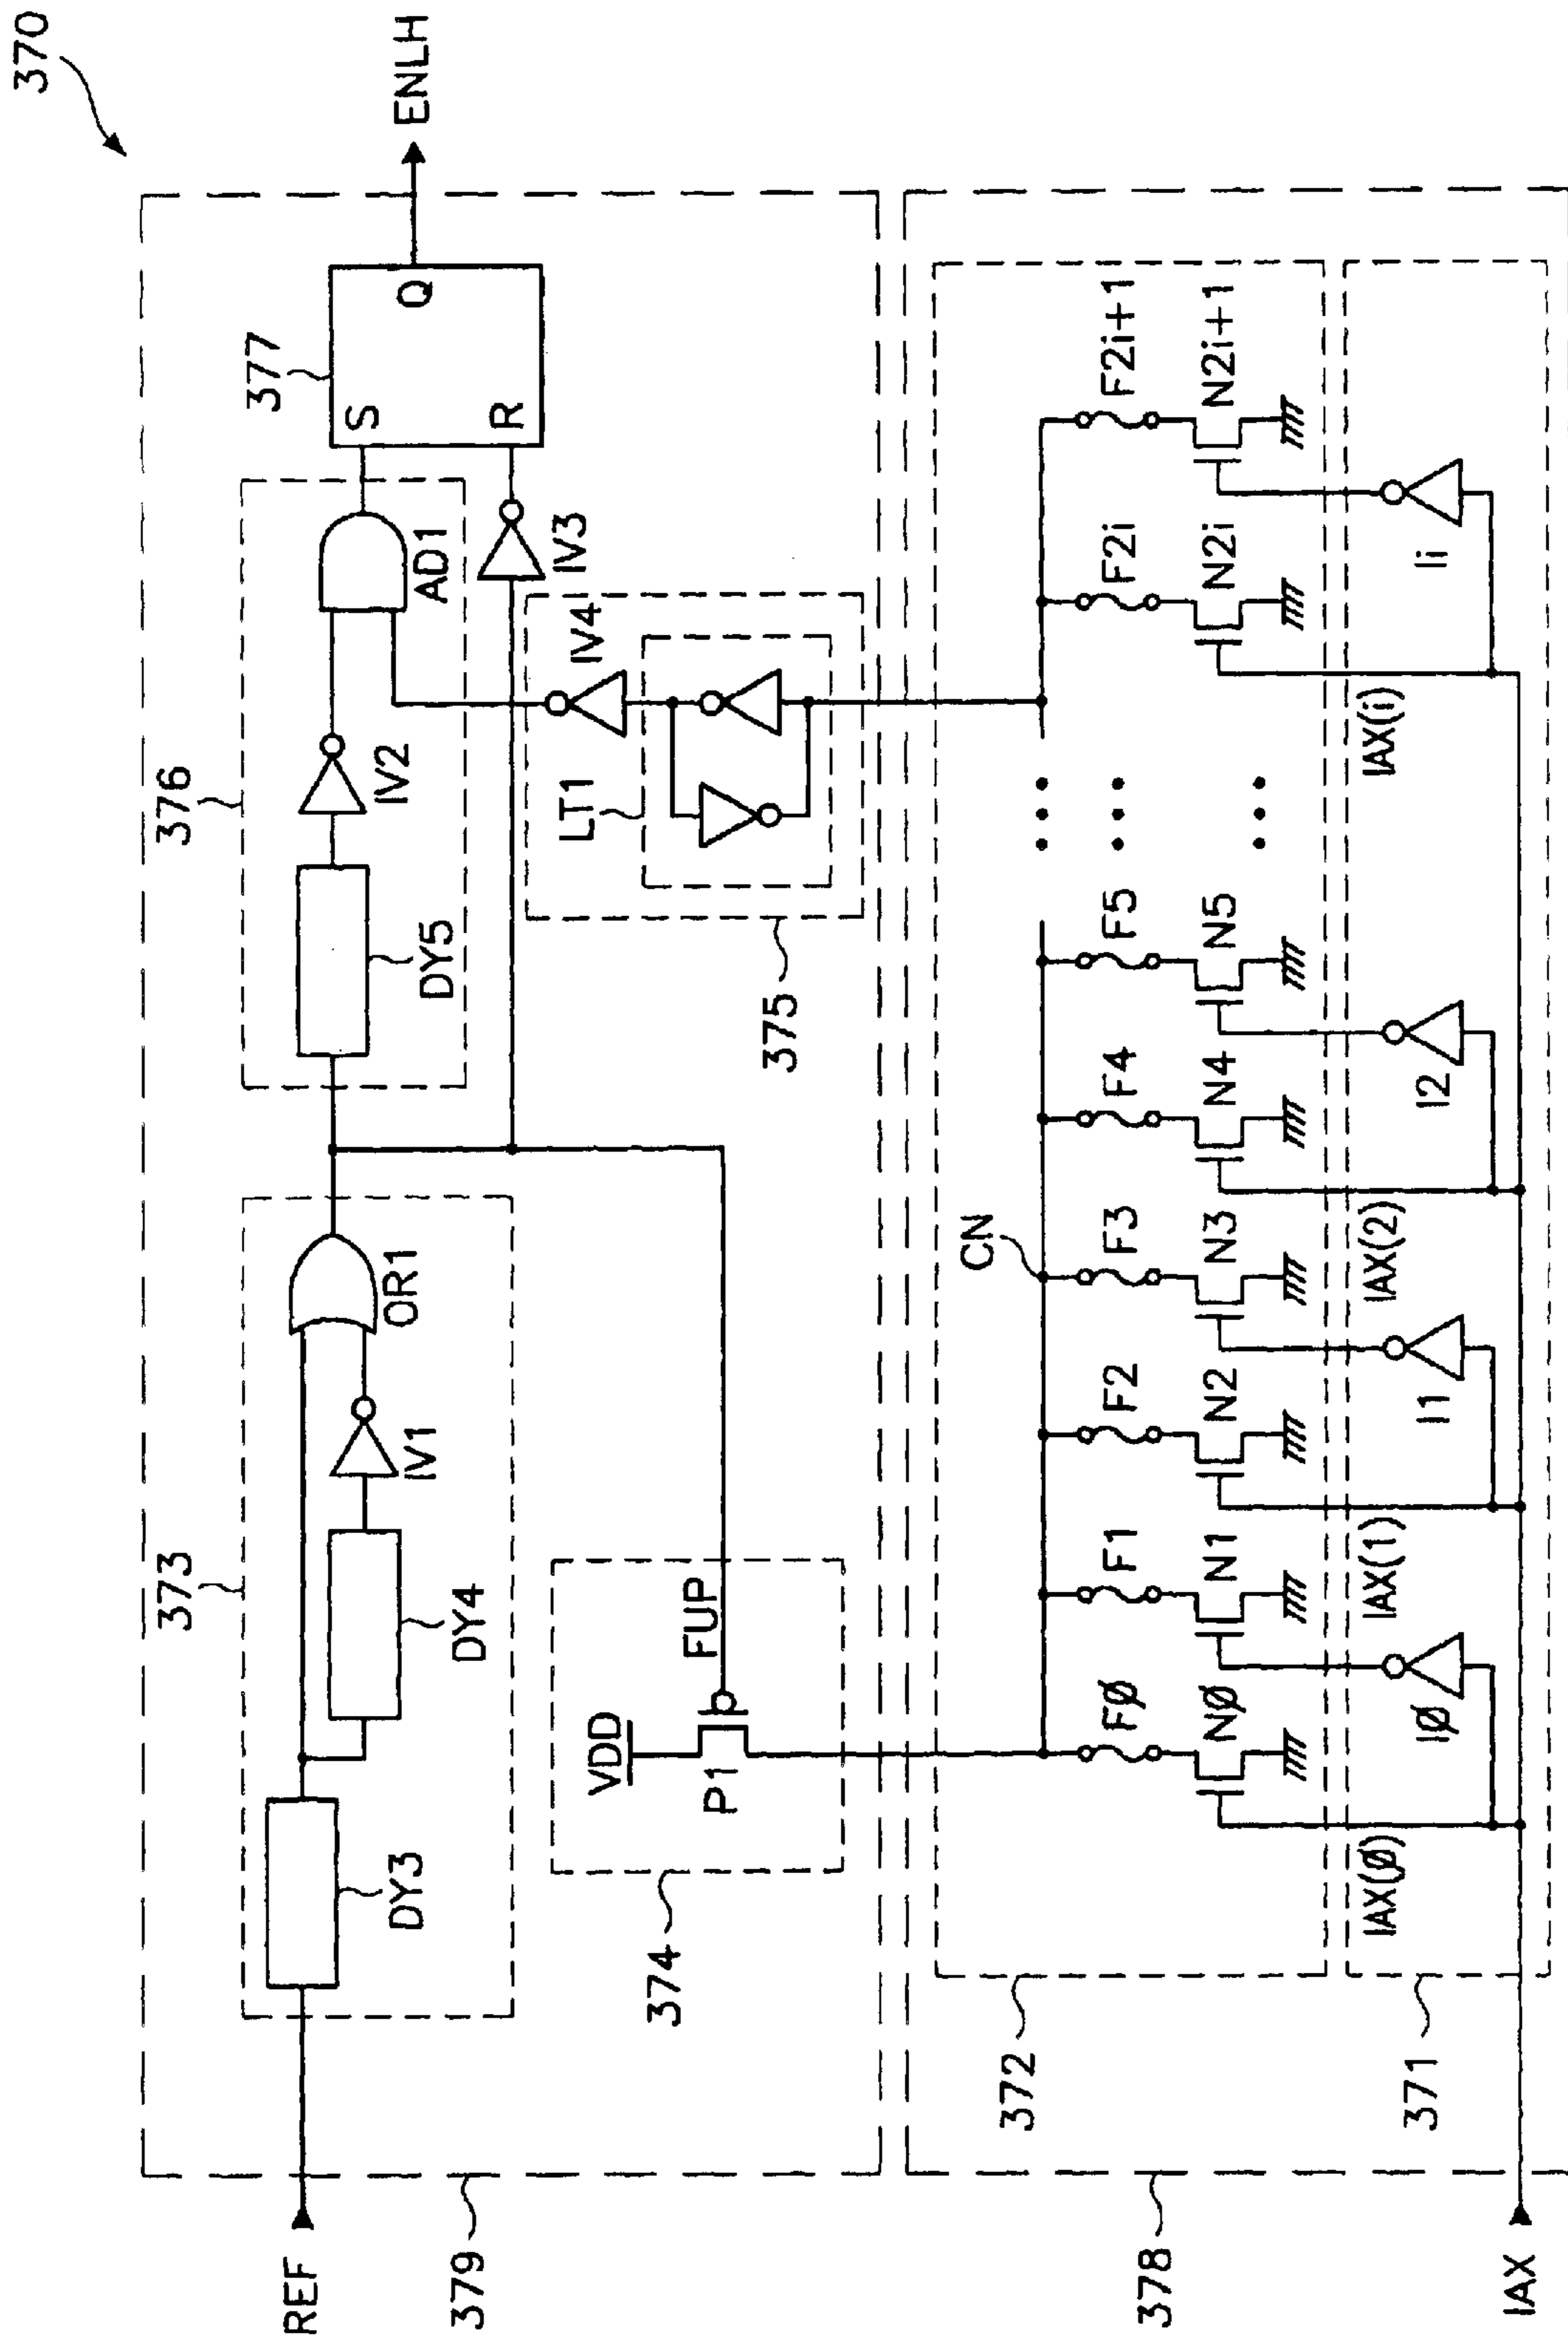 370
REF
379
373
DY3
DY4
IV1
OR1
376
DY5
IV2
AD1
377
S
R
Q
ENLH
IV3
374
VDD
P1
FUP
375
LT1
IV4
378
372
CN
FØ
F1
F2
F3
F4
F5
F2i
F2i+1
NØ
N1
N2
N3
N4
N5
N2i
N2i+1
371
IAX(Ø)
IAX(1)
IAX(2)
IAX(i)
IØ
I1
I2
Ii
IAX